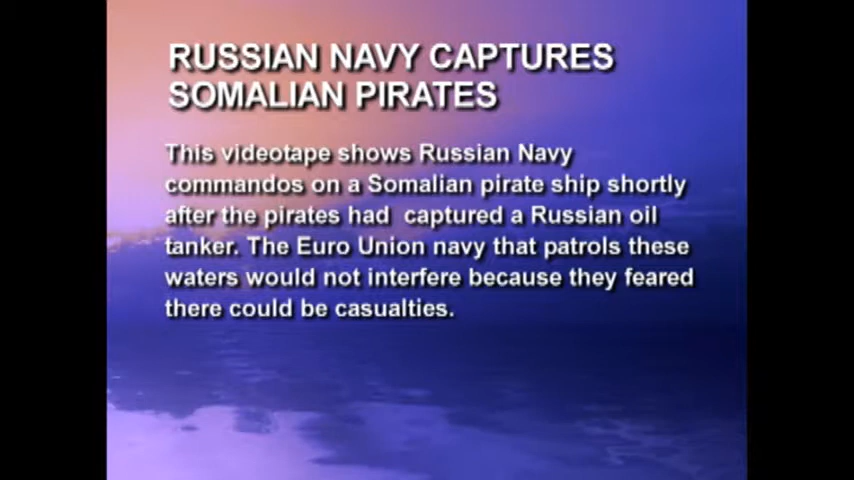 RUSSIAN NAVY CAPTURES
SOMALIAN PIRATES
This videotape shows Russian Navy
commandos on a Somalian pirate ship shortly
after the pirates had captured a Russian oil
tanker. The Euro Union navy that patrols these
waters would not interfere because they feared
there could be casualties.